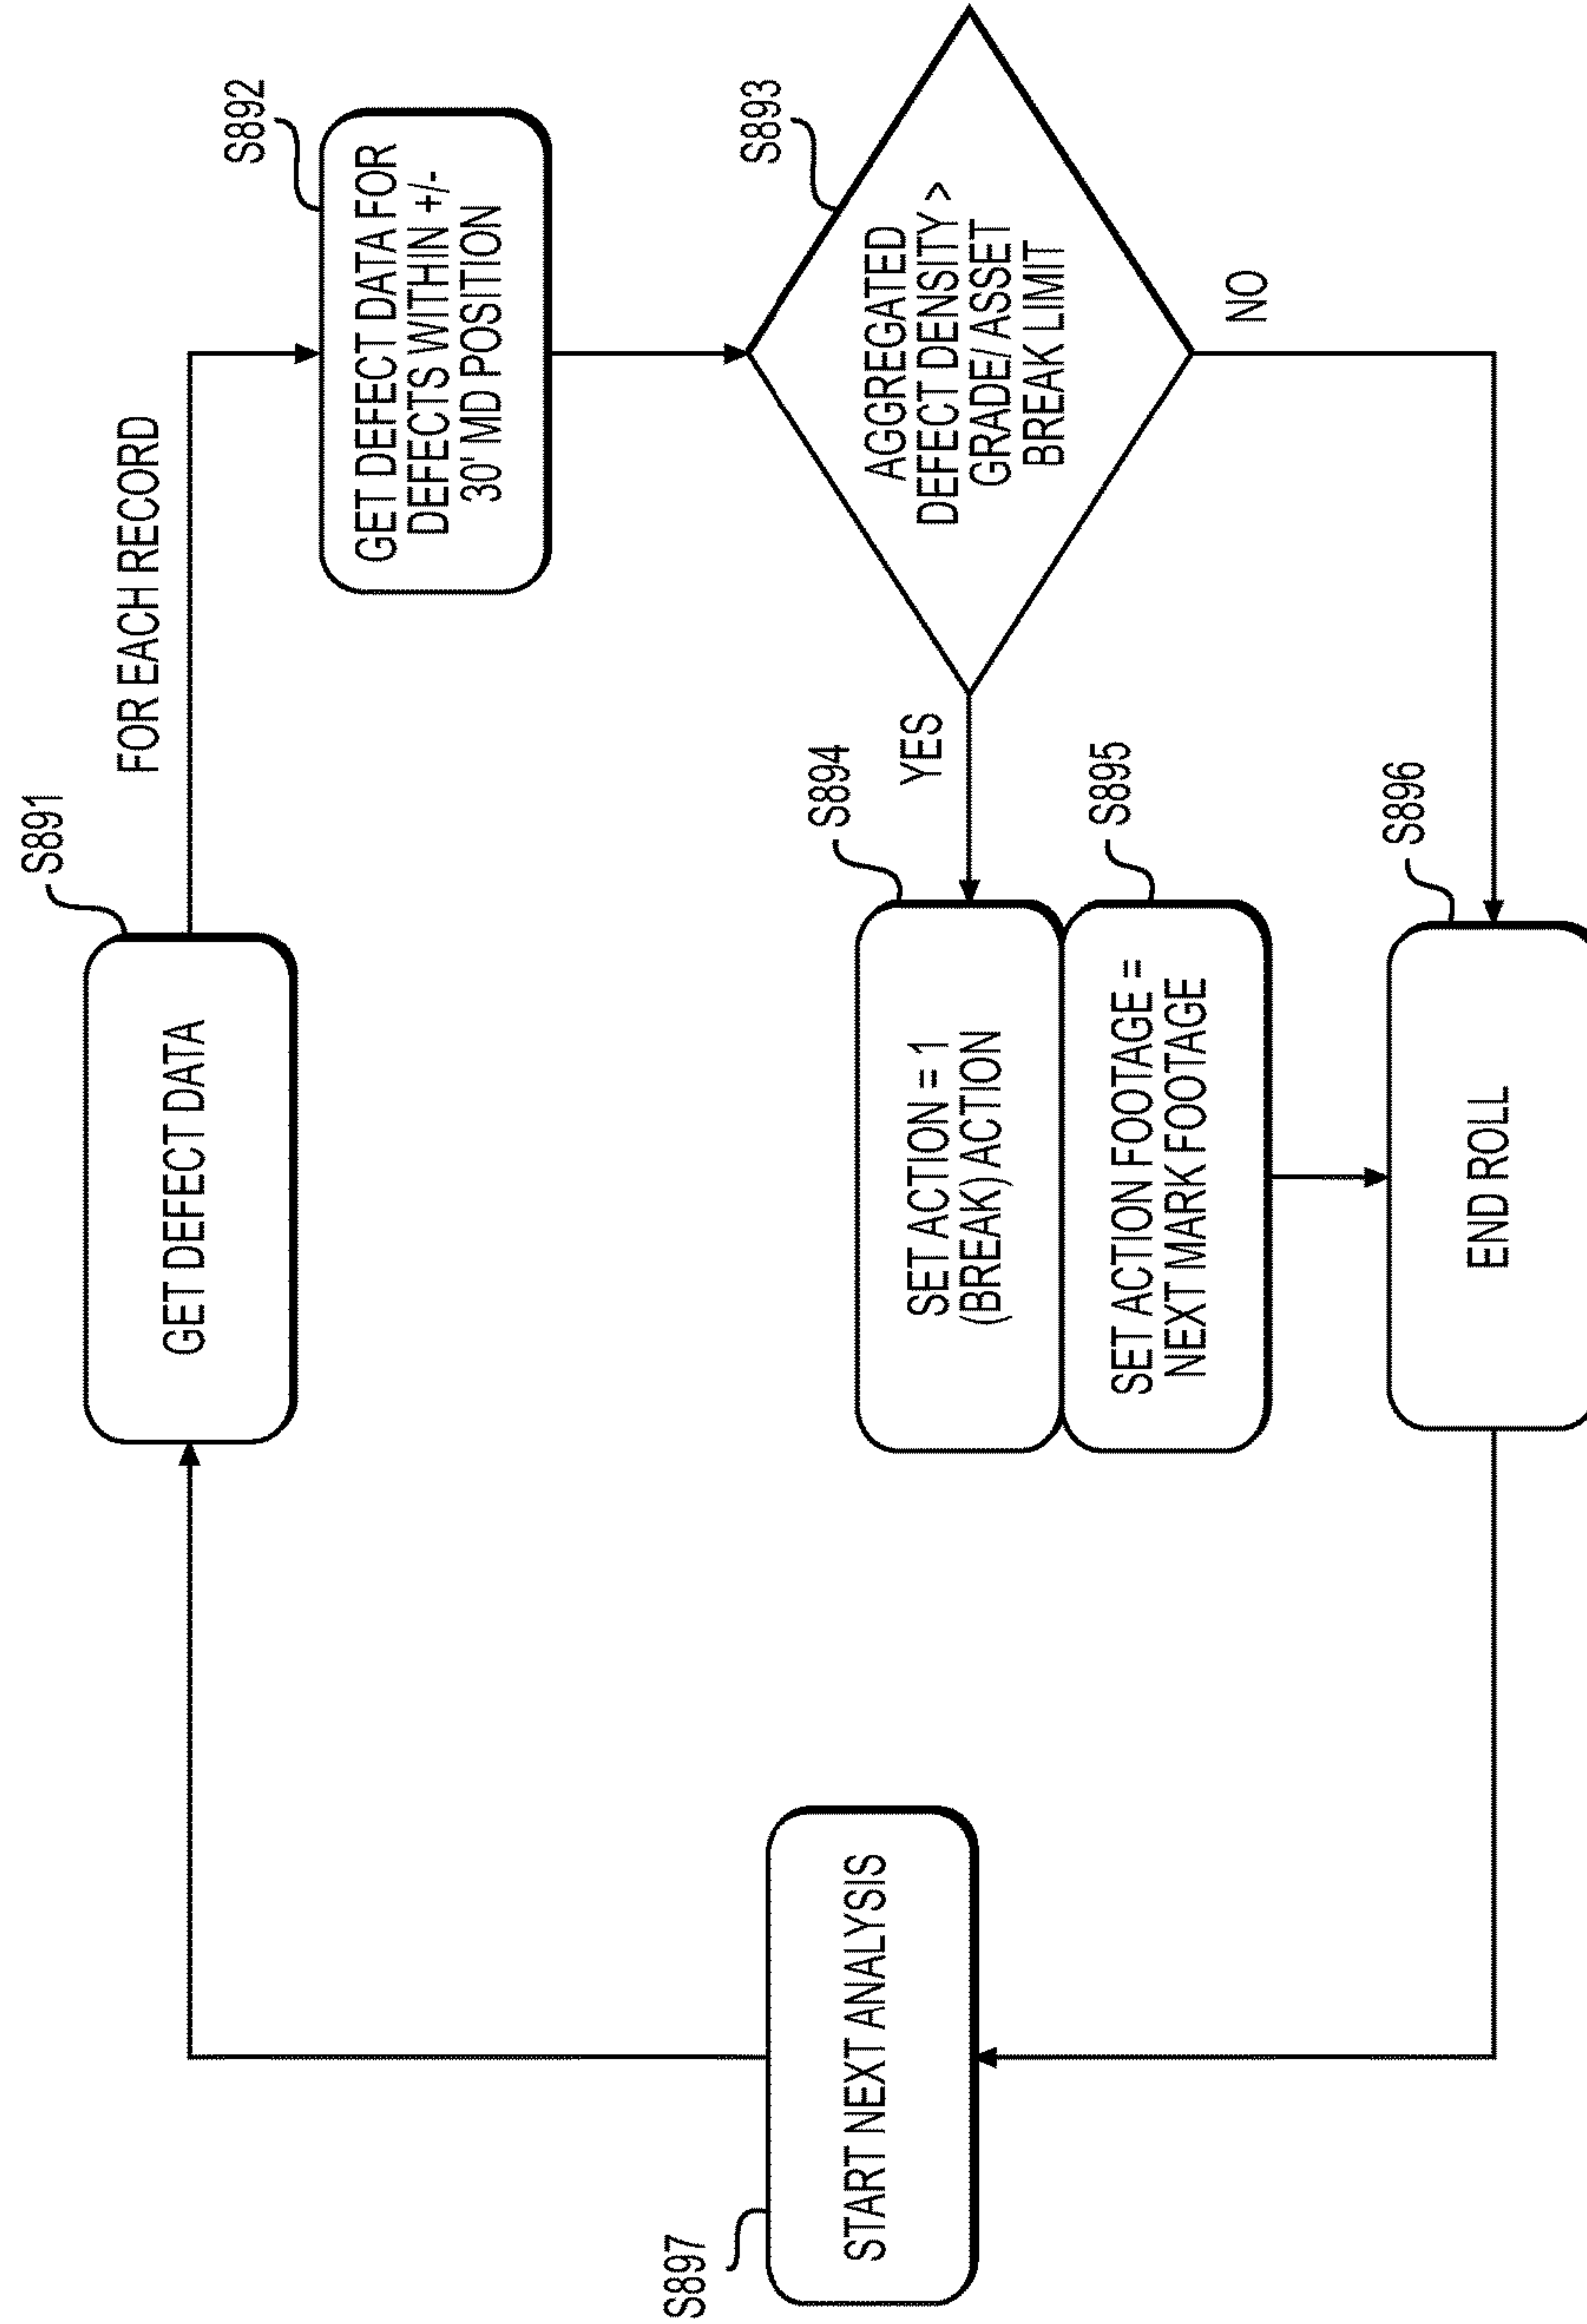 S891
GET DEFECT DATA
FOR EACH RECORD
S892
GET DEFECT DATA FOR
DEFECTS WITHIN +/-
30' MD POSITION
S893
AGGREGATED
DEFECT DENSITY >
GRADE/ ASSET
BREAK LIMIT
YES
NO
S894
SET ACTION = 1
(BREAK) ACTION
S895
SET ACTION FOOTAGE =
NEXT MARK FOOTAGE
S896
END ROLL
S897
START NEXT ANALYSIS